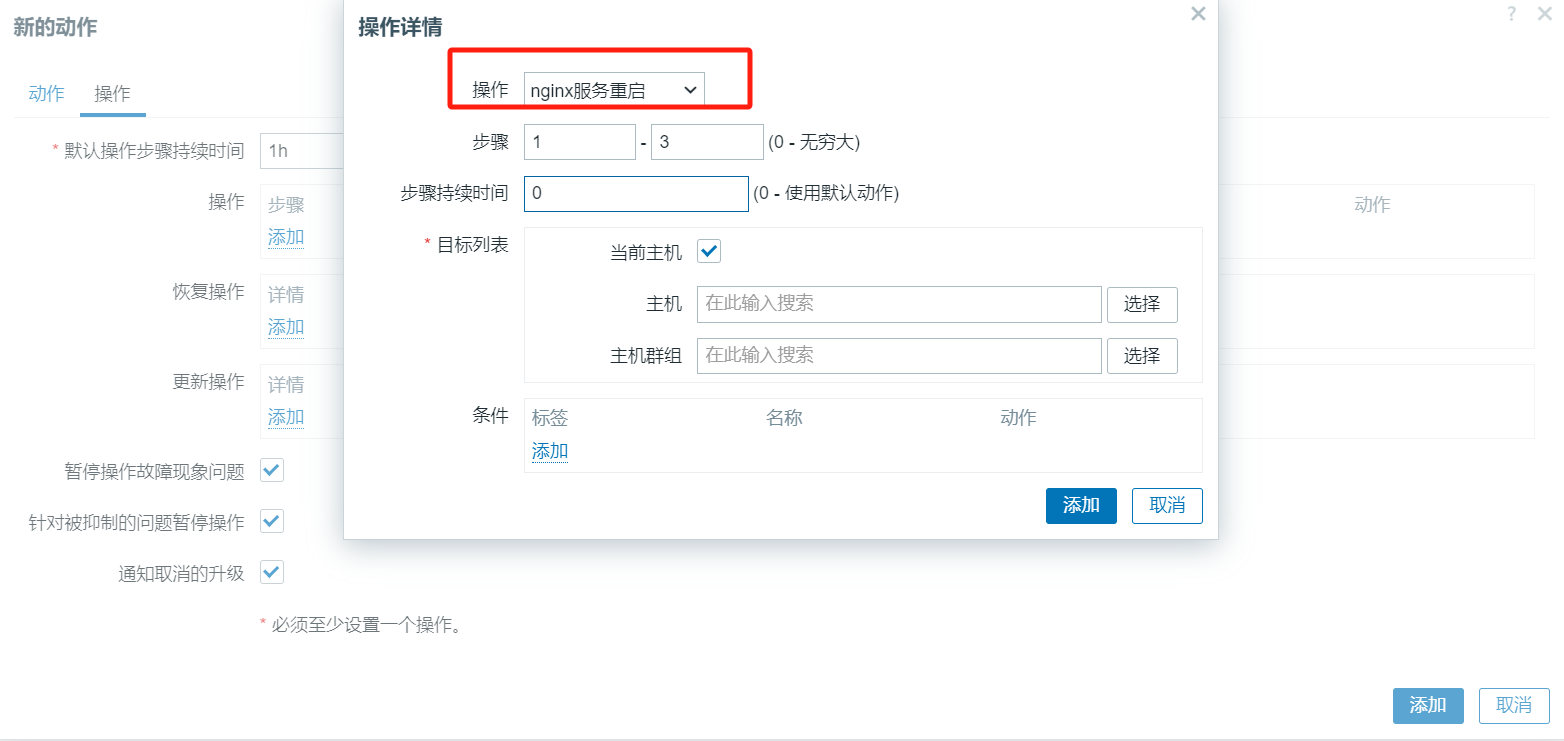 新的动作
?
动作 操作
* 默认操作步骤持续时间 1h
操作 步骤 动作
添加
恢复操作 详情
添加
更新操作 详情
添加
暂停操作故障现象问题
针对被抑制的问题暂停操作
通知取消的升级
* 必须至少设置一个操作。
添加 取消
操作详情
操作 nginx服务重启
步骤 1 - 3 (0 - 无穷大)
步骤持续时间 0 (0 - 使用默认动作)
* 目标列表 当前主机
主机 在此输入搜索 选择
主机群组 在此输入搜索 选择
条件 标签 名称 动作
添加
添加 取消